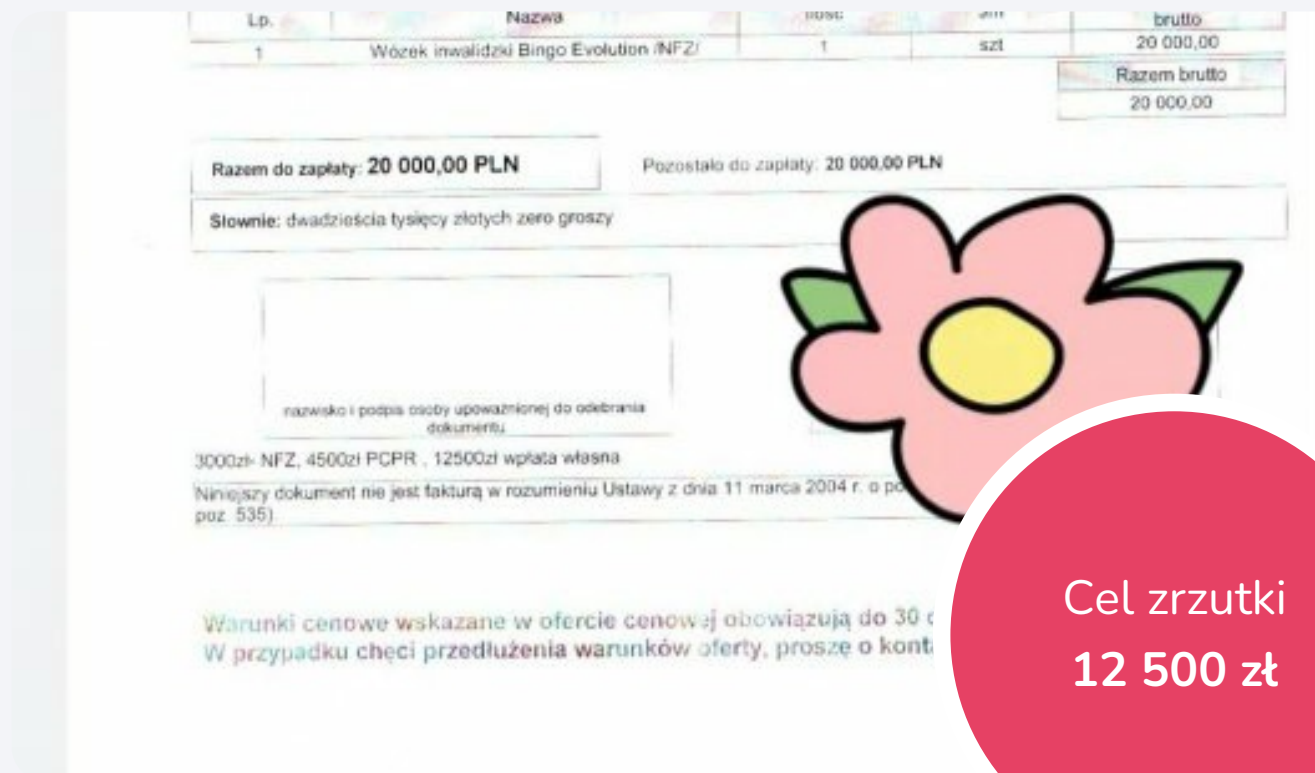 Lp. Nazwa Ilość Jm brutto
1 Wózek inwalidzki Bingo Evolution /NFZ/ 1 szt 20 000,00
Razem brutto
20 000,00
Razem do zapłaty: 20 000,00 PLN Pozostało do zapłaty: 20 000,00 PLN
Słownie: dwadzieścia tysięcy złotych zero groszy
nazwisko i podpis osoby upoważnionej do odebrania
dokumentu
3000zł- NFZ, 4500zł PCPR , 12500zł wpłata własna
Niniejszy dokument nie jest fakturą w rozumieniu Ustawy z dnia 11 marca 2004 r. o po
poz. 535)
Warunki cenowe wskazane w ofercie cenowej obowiązują do 30
W przypadku chęci przedłużenia warunków oferty, proszę o kont
Cel zrzutki
12 500 zł